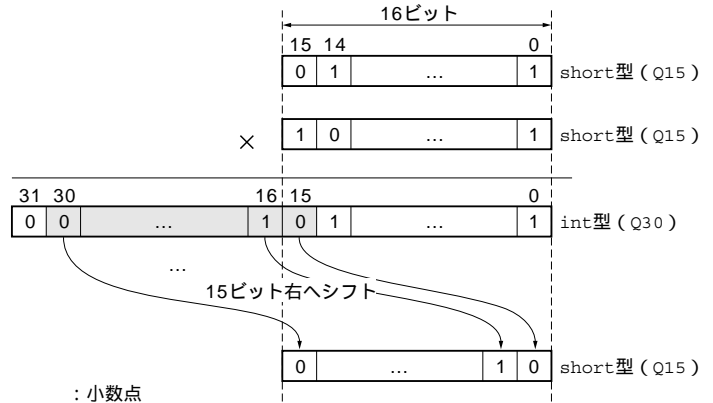 16ビット
15 14 0
0 1 … 1 short型（Q15）
× 1 0 … 1 short型（Q15）
31 30 16 15 0
0 0 … 1 0 1 … 1 int型（Q30）
…
15ビット右へシフト
0 … 1 0 short型（Q15）
：小数点